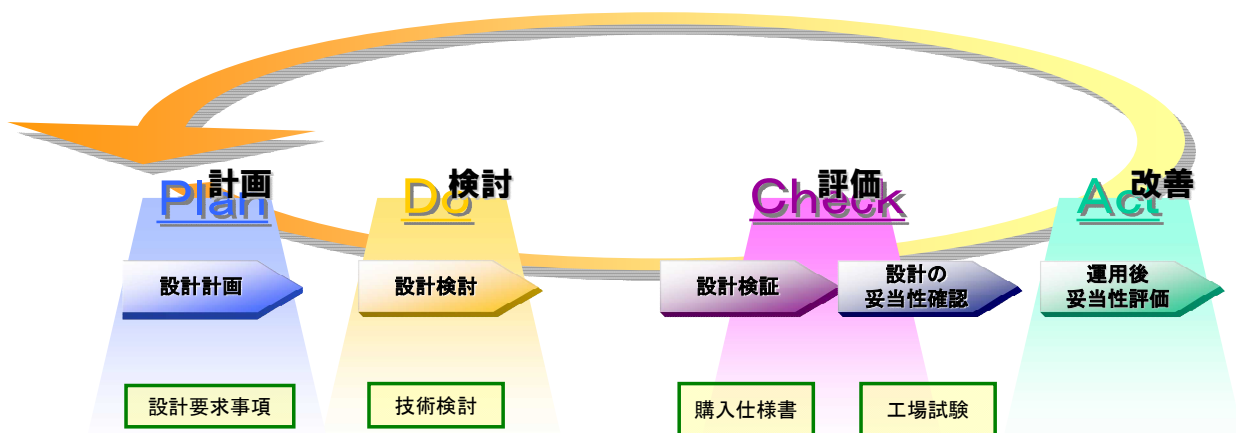 Plan 計画
Do 検討
Check 評価
Act 改善
設計計画
設計検討
設計検証
設計の
妥当性確認
運用後
妥当性評価
設計要求事項
技術検討
購入仕様書
工場試験